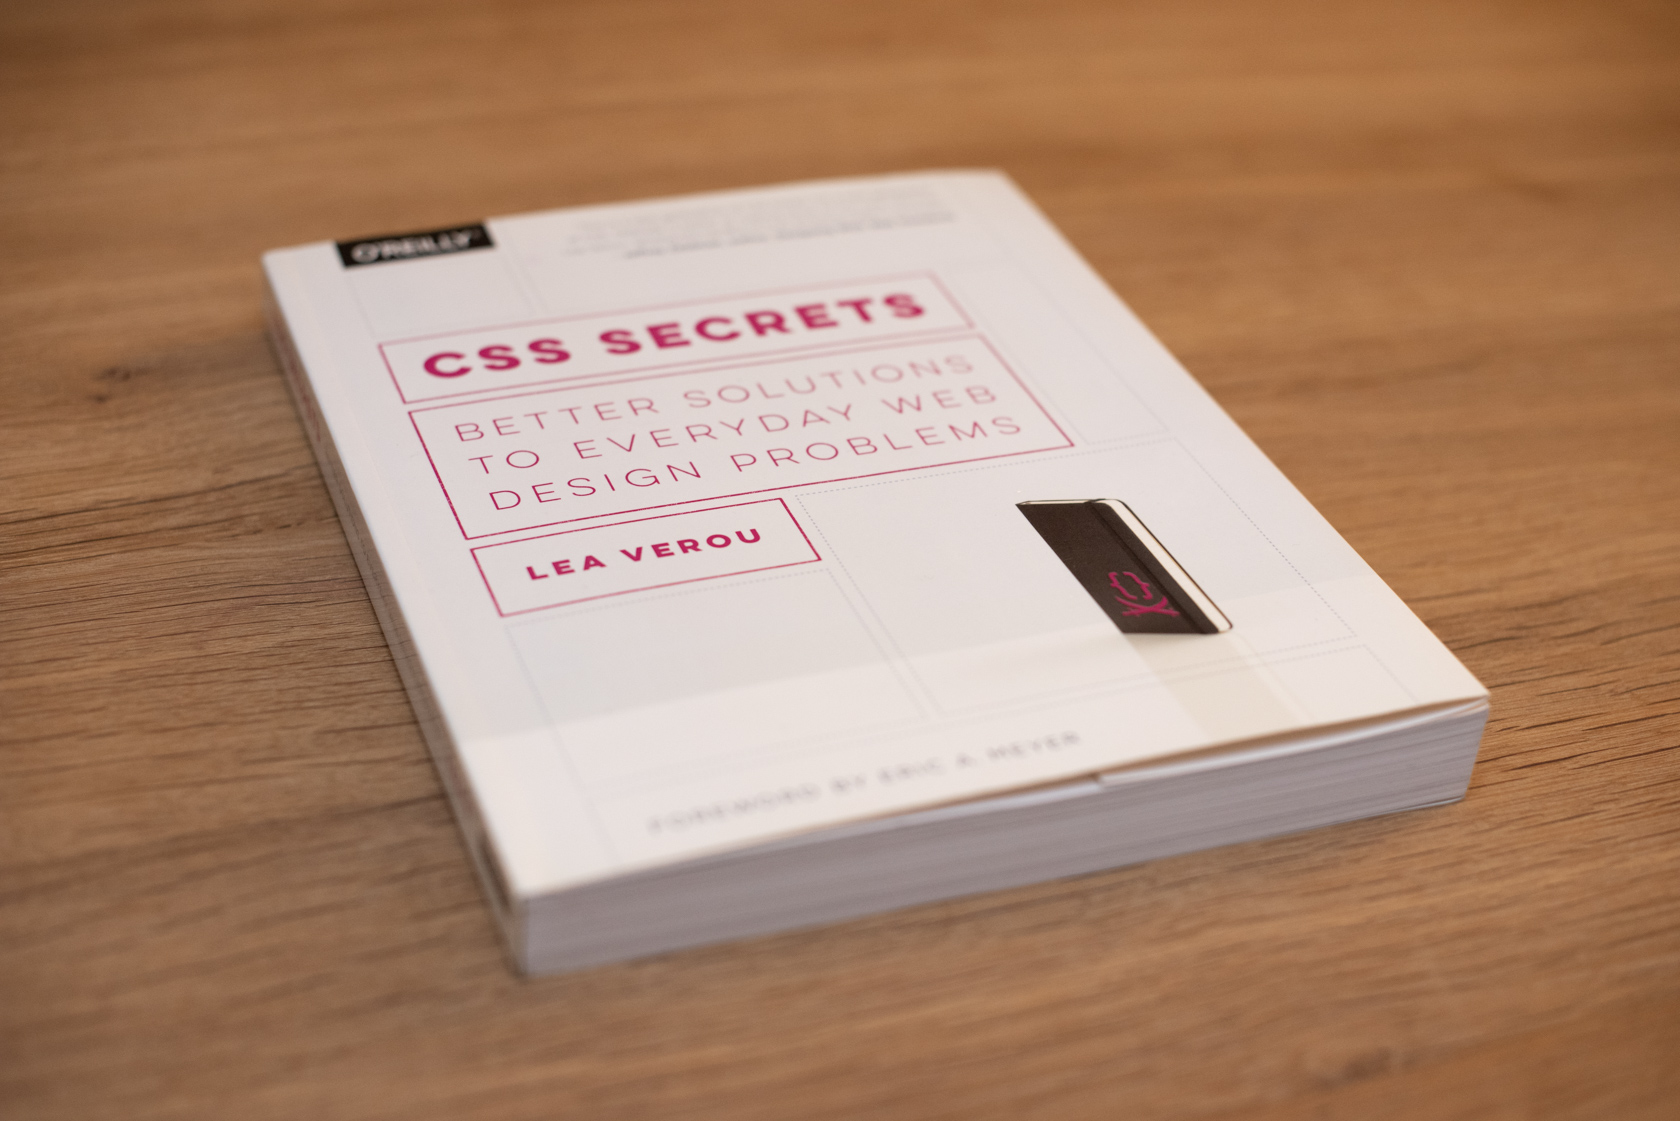 O'REILLY®
CSS SECRETS
BETTER SOLUTIONS
TO EVERYDAY WEB
DESIGN PROBLEMS
LEA VEROU
{}
FOREWORD BY ERIC A. MEYER